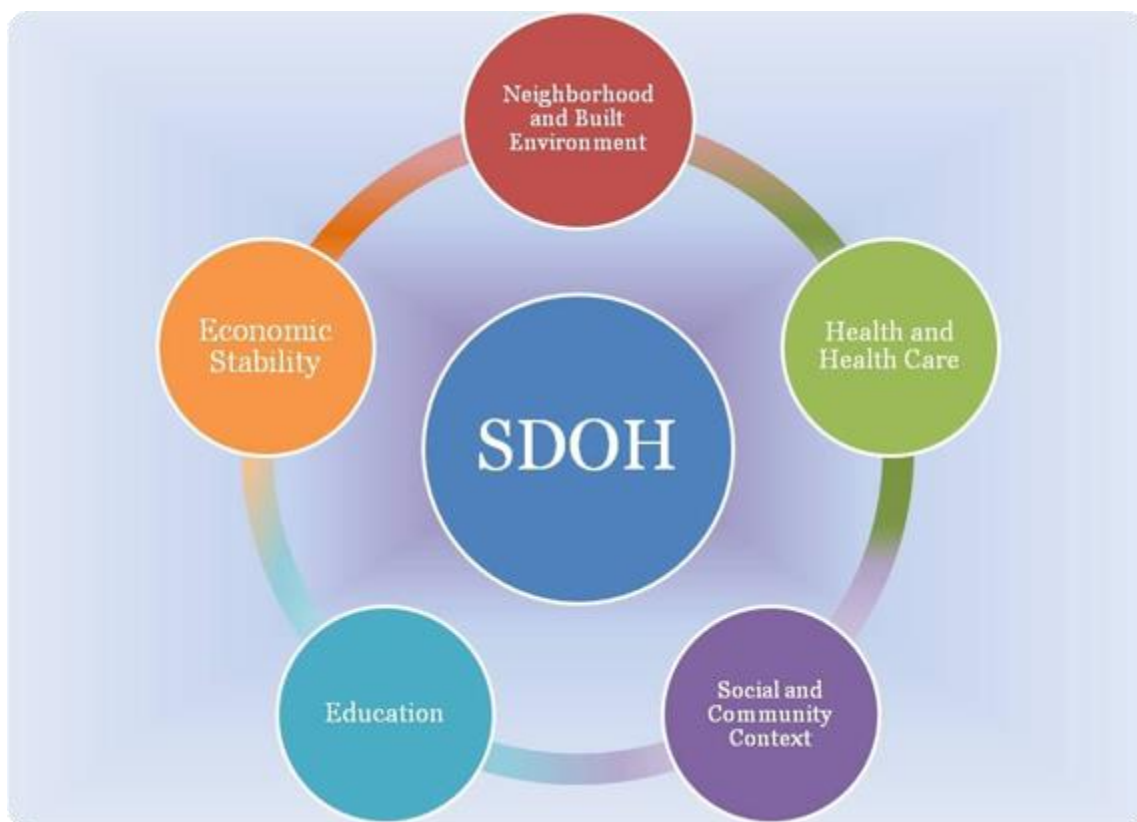 Neighborhood
and Built
Environment
Economic
Stability
Health and
Health Care
SDOH
Education
Social and
Community
Context